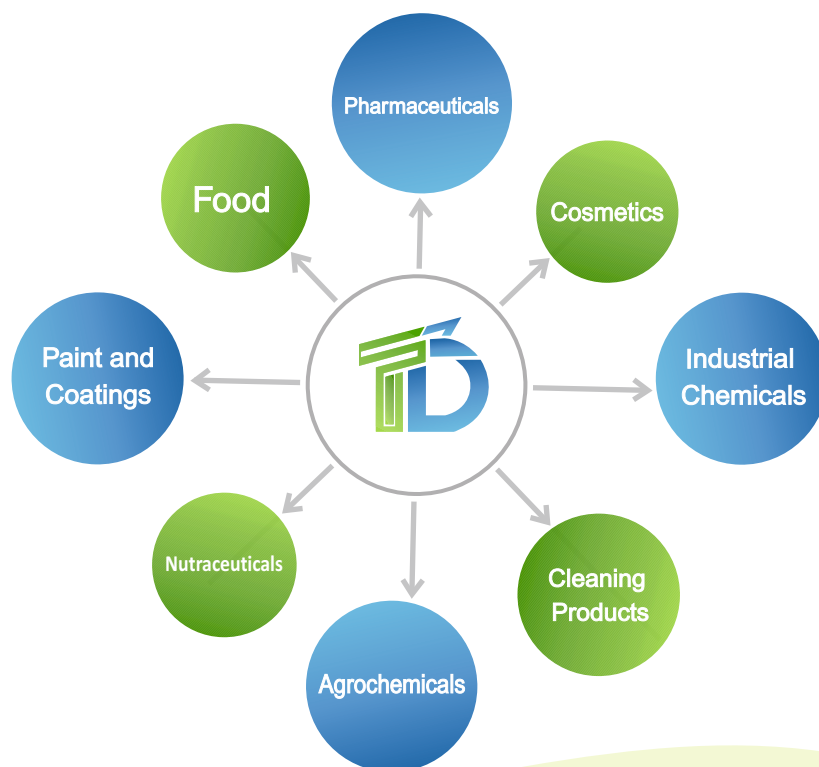 Pharmaceuticals
Food
Cosmetics
Paint and
Coatings
Industrial
Chemicals
Nutraceuticals
Cleaning
Products
Agrochemicals